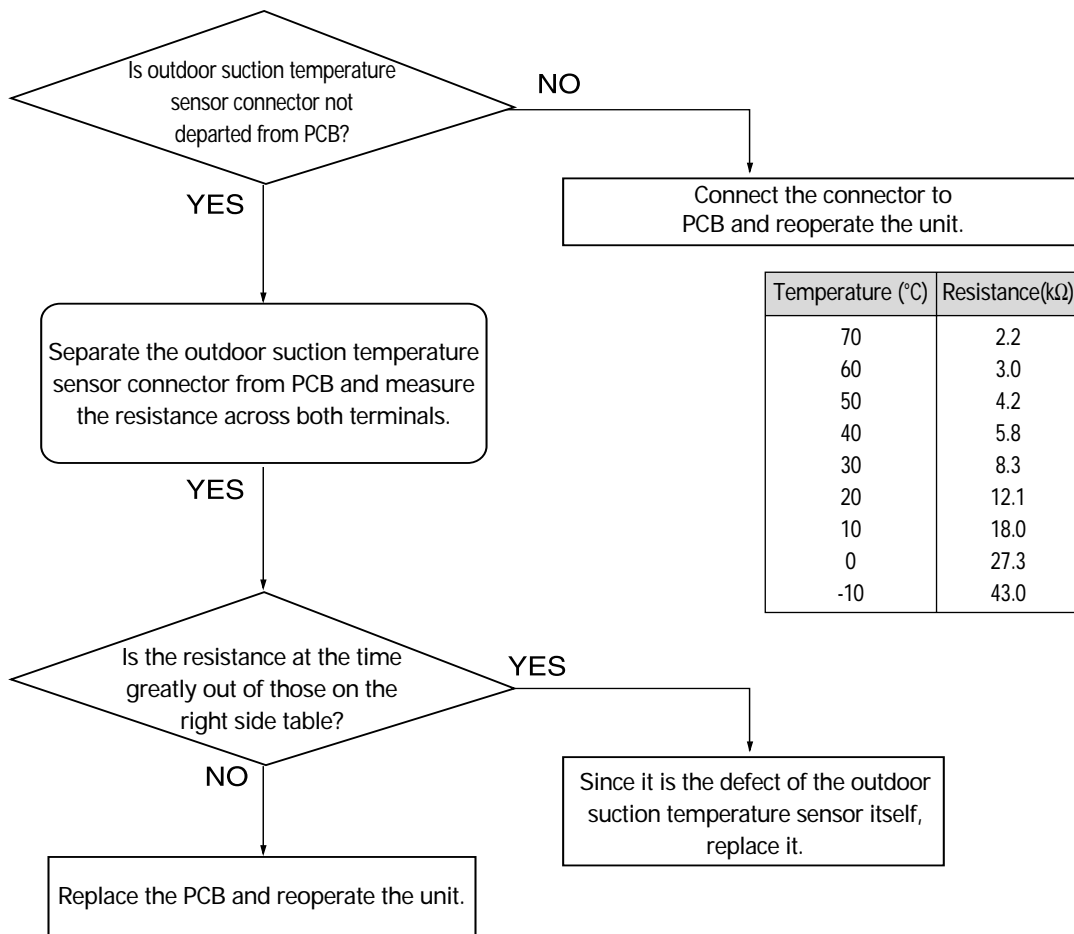 Is outdoor suction temperature
sensor connector not
departed from PCB?
NO
YES
Connect the connector to
PCB and reoperate the unit.
Temperature (°C) Resistance(kΩ)
70 2.2
60 3.0
50 4.2
40 5.8
30 8.3
20 12.1
10 18.0
0 27.3
-10 43.0
Separate the outdoor suction temperature
sensor connector from PCB and measure
the resistance across both terminals.
YES
Is the resistance at the time
greatly out of those on the
right side table?
YES
NO
Since it is the defect of the outdoor
suction temperature sensor itself,
replace it.
Replace the PCB and reoperate the unit.